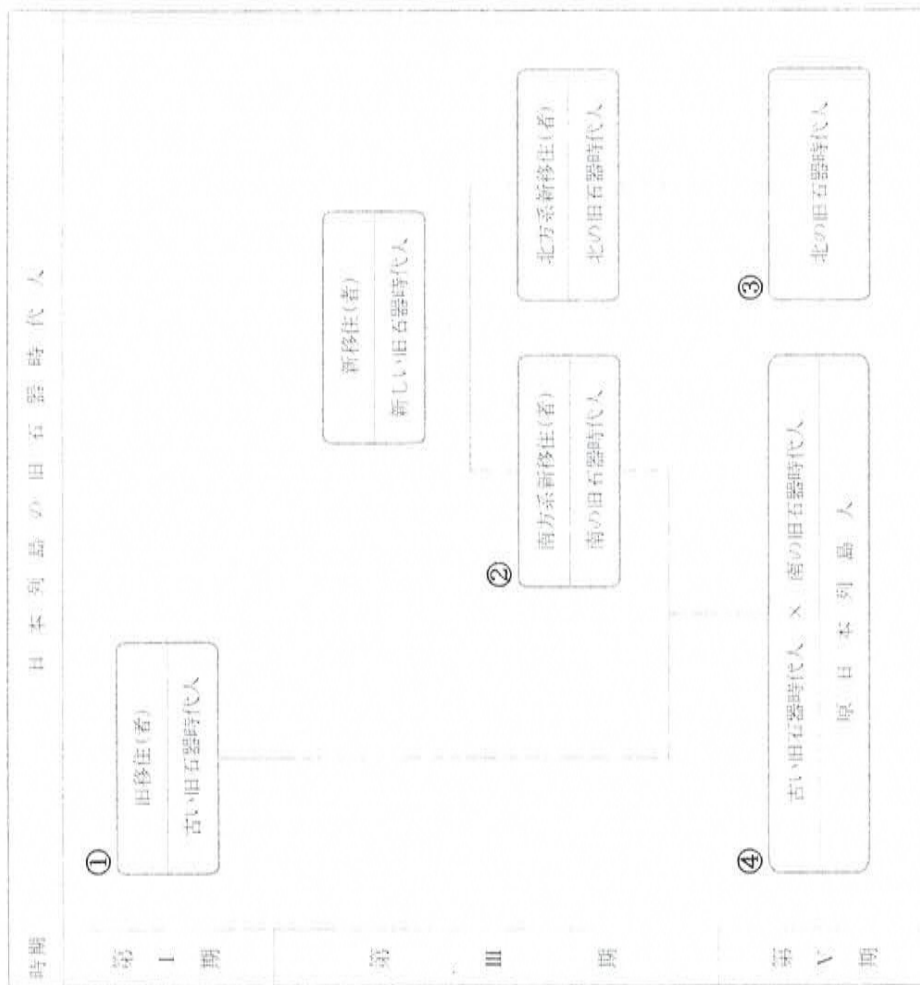 時期
日本列島の旧石器時代人
第Ⅰ期
①
旧移住(者)
古い旧石器時代人
第Ⅲ期
新移住(者)
新しい旧石器時代人
②
南方系新移住(者)
南の旧石器時代人
北方系新移住(者)
北の旧石器時代人
第Ⅴ期
④
古い旧石器時代人 × 南の旧石器時代人
原日本列島人
③
北の旧石器時代人